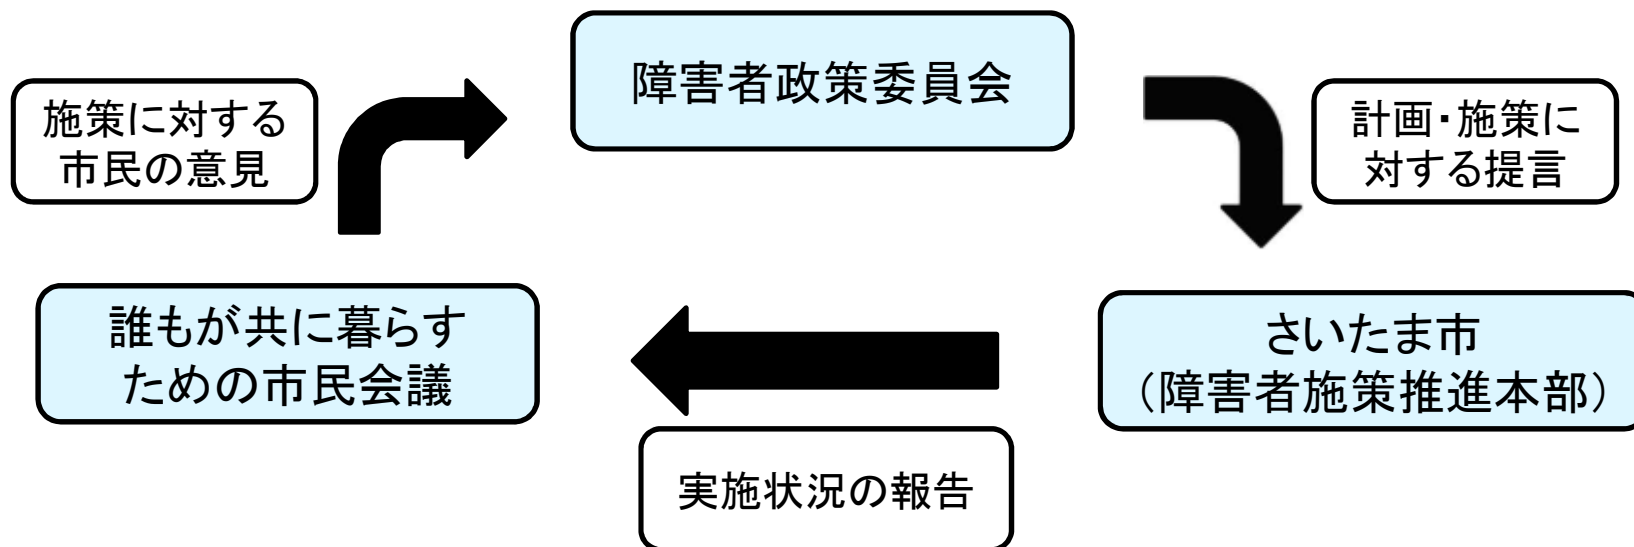 障害者政策委員会
施策に対する
市民の意見
計画・施策に
対する提言
誰もが共に暮らす
ための市民会議
さいたま市
（障害者施策推進本部）
実施状況の報告